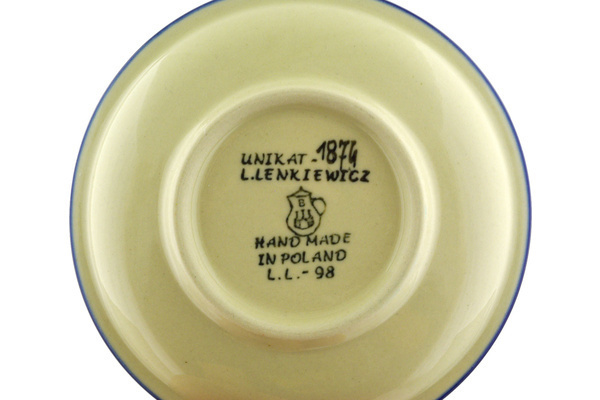 UNIKAT-1874
L.LENKIEWICZ
B
HAND MADE
IN POLAND
L.L.-98